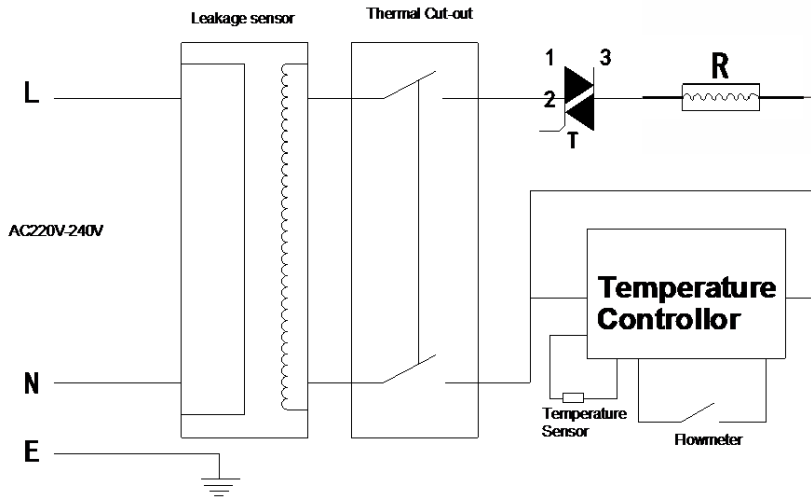 Leakage sensor
Thermal Cut-out
1 3
R
L
2
T
AC220V-240V
Temperature
Controllor
N
Temperature
Sensor
Flowmeter
E